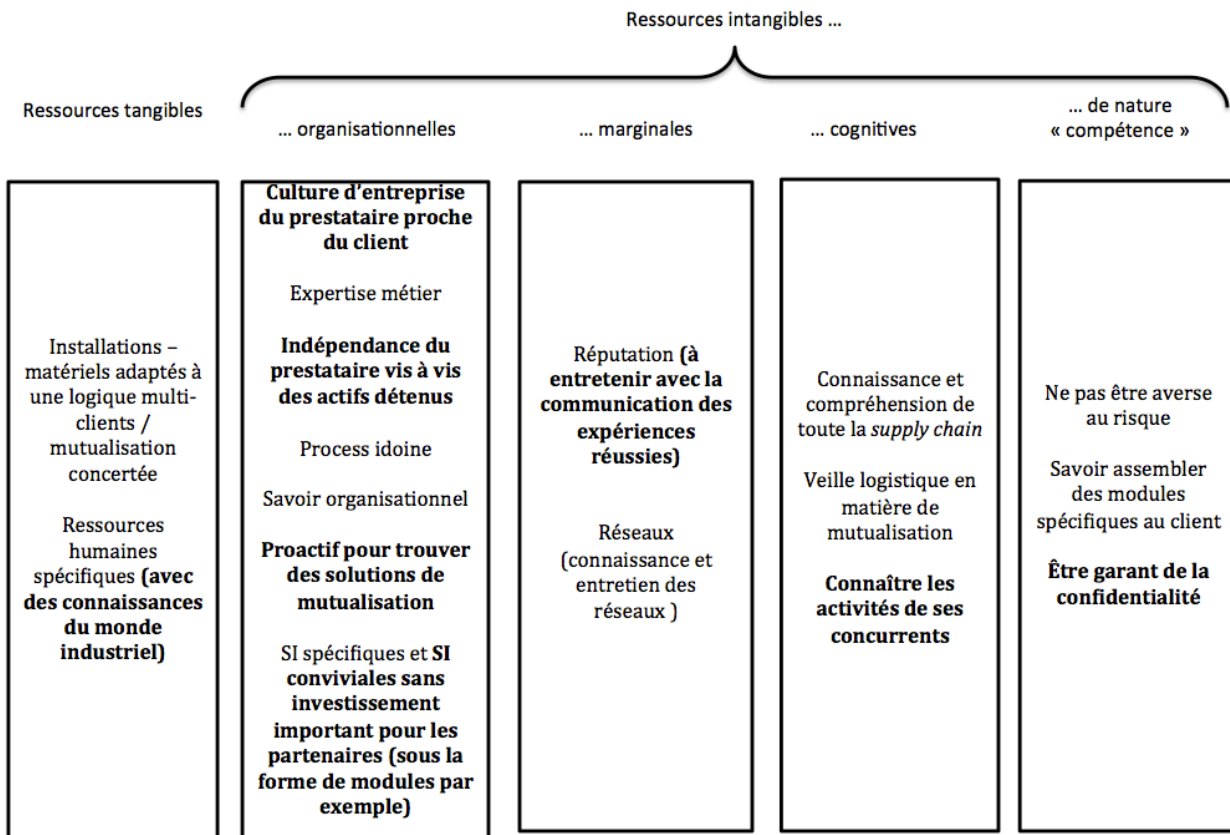 Ressources intangibles ...
Ressources tangibles
... organisationnelles
... marginales
... cognitives
... de nature
« compétence »
Installations –
matériels adaptés à
une logique multi-
clients /
mutualisation
concertée
Ressources
humaines
spécifiques (avec
des connaissances
du monde
industriel)
Culture d'entreprise
du prestataire proche
du client
Expertise métier
Indépendance du
prestataire vis à vis
des actifs détenus
Process idoine
Savoir organisationnel
Proactif pour trouver
des solutions de
mutualisation
SI spécifiques et SI
conviviales sans
investissement
important pour les
partenaires (sous la
forme de modules par
exemple)
Réputation (à
entretenir avec la
communication des
expériences
réussies)
Réseaux
(connaissance et
entretien des
réseaux )
Connaissance et
compréhension de
toute la supply chain
Veille logistique en
matière de
mutualisation
Connaître les
activités de ses
concurrents
Ne pas être averse
au risque
Savoir assembler
des modules
spécifiques au client
Être garant de la
confidentialité